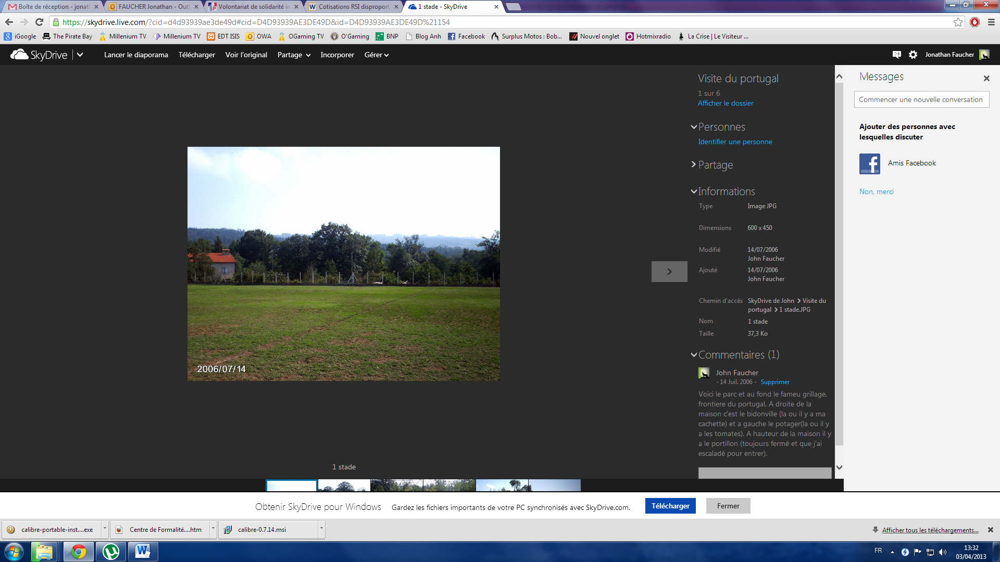 Boîte de réception - jonat
FAUCHER Jonathan - Out
Volontariat de solidarité in
Cotisations RSI disproport
1 stade - SkyDrive
https://skydrive.live.com/?cid=d4d93939ae3de49d#cid=D4D93939AE3DE49D&id=D4D93939AE3DE49D%21154
iGoogle
The Pirate Bay
Millenium TV
Millenium TV
EDT ISIS
OWA
OGaming TV
O'Gaming
BNP
Blog Anh
Facebook
Surplus Motos : Bob...
Nouvel onglet
Hotmixradio
La Crise | Le Visiteur ...
SkyDrive
Lancer le diaporama
Télécharger
Voir l'original
Partage
Incorporer
Gérer
Jonathan Faucher
2006/07/14
1 stade
Visite du portugal
1 sur 6
Afficher le dossier
Personnes
Identifier une personne
Partage
Informations
Type Image JPG
Dimensions 600 x 450
Modifié 14/07/2006
John Faucher
Ajouté 14/07/2006
John Faucher
Chemin d'accès SkyDrive de John > Visite du
portugal > 1 stade.JPG
Nom 1 stade
Taille 37,3 Ko
Commentaires (1)
John Faucher
- 14 Juil. 2006 - Supprimer
Voici le parc et au fond le fameu grillage,
frontiere du portugal. A droite de la
maison c'est le bidonville (la ou il y a ma
cachette) et a gauche le potager(la ou il y
a les tomates). A hauteur de la maison il y
a le portillon (toujours fermé et que j'ai
escaladé pour entrer).
Messages
Commencer une nouvelle conversation
Ajouter des personnes avec
lesquelles discuter
Amis Facebook
Non, merci
Obtenir SkyDrive pour Windows
Gardez les fichiers importants de votre PC synchronisés avec SkyDrive.com.
Télécharger
Fermer
calibre-portable-inst....exe
Centre de Formalité....htm
calibre-0.7.14.msi
Afficher tous les téléchargements...
FR
13:32
03/04/2013